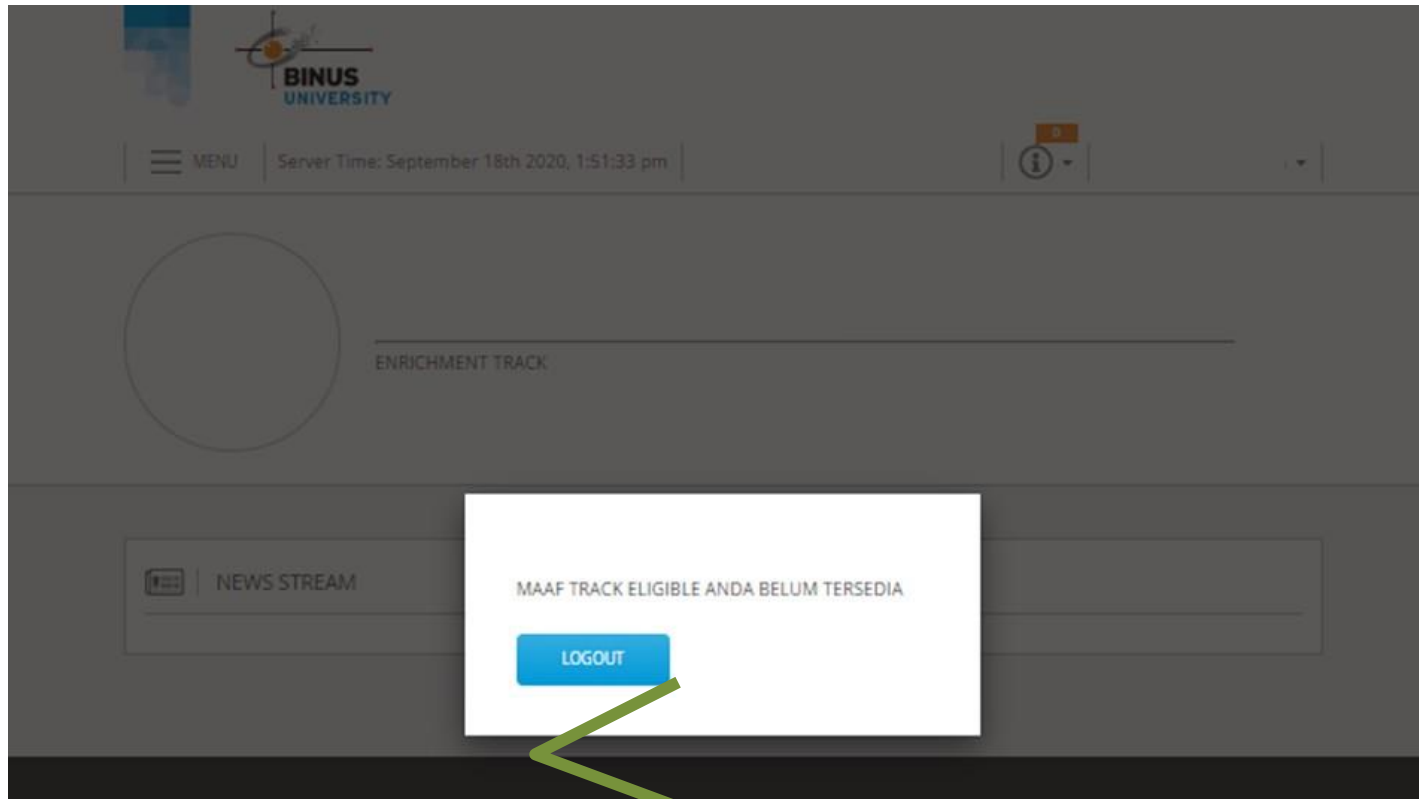 BINUS
UNIVERSITY
0
MENU
Server Time: September 18th 2020, 1:51:33 pm
ENRICHMENT TRACK
NEWS STREAM
MAAF TRACK ELIGIBLE ANDA BELUM TERSEDIA
LOGOUT